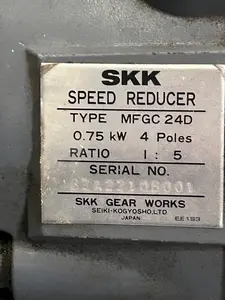 SKK
SPEED REDUCER
TYPE MFGC 24D
0.75 kW 4 Poles
RATIO 1 : 5
SERIAL NO.
SKK GEAR WORKS
SEIKI-KOGYOSHO,LTD
JAPAN
EE153